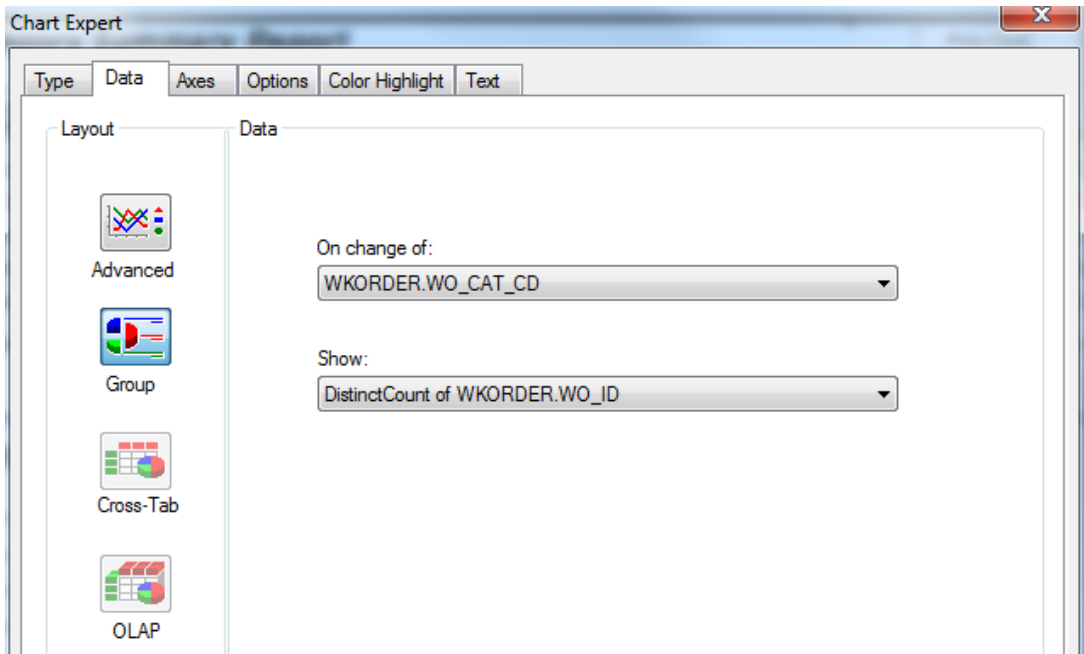 Chart Expert
Type Data Axes Options Color Highlight Text
Layout Data
Advanced
On change of:
WKORDER.WO_CAT_CD
Group
Show:
DistinctCount of WKORDER.WO_ID
Cross-Tab
OLAP